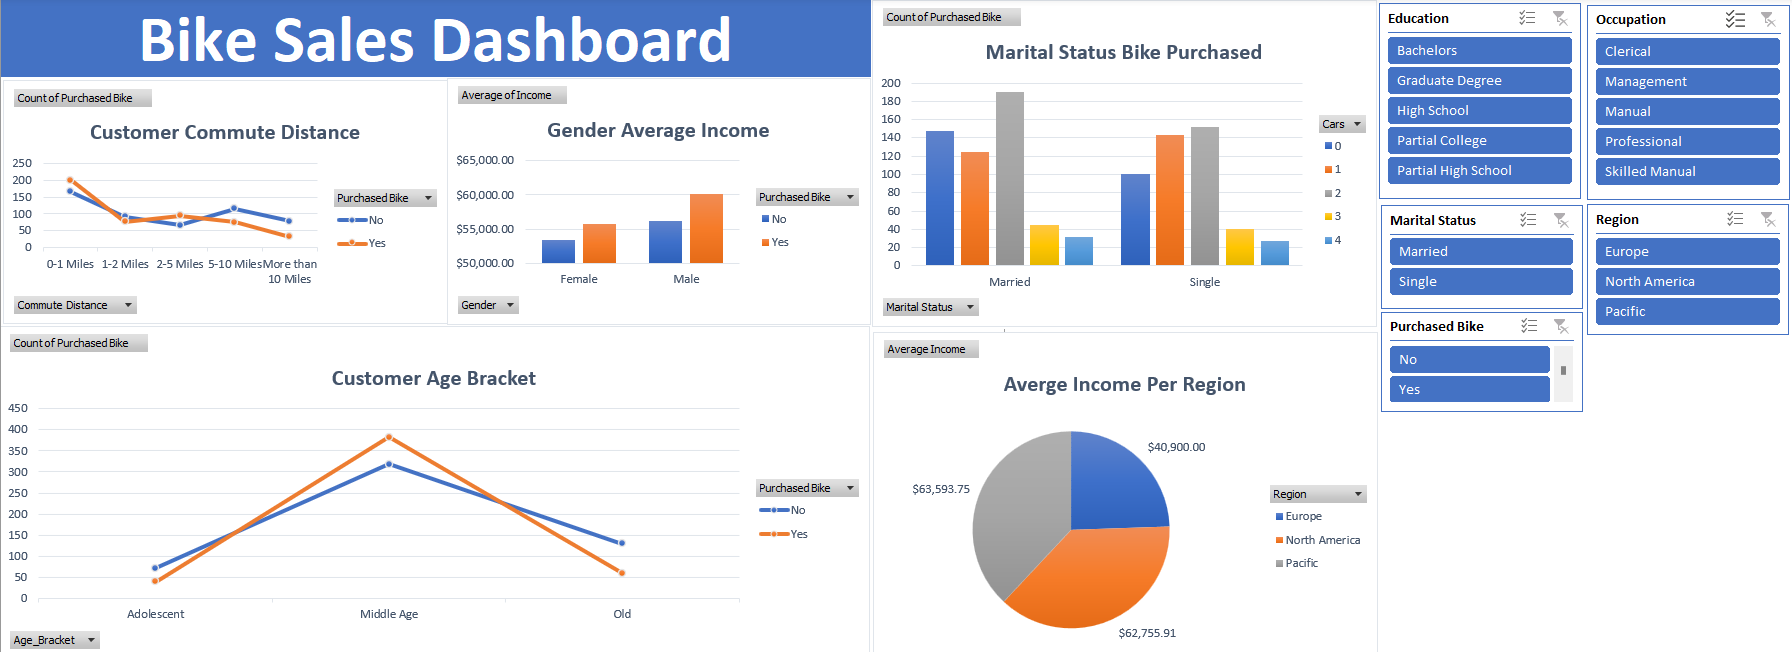 Bike Sales Dashboard
Count of Purchased Bike
Customer Commute Distance
250
200
150
100
50
0
0-1 Miles 1-2 Miles 2-5 Miles 5-10 Miles More than
10 Miles
Purchased Bike
No
Yes
Commute Distance
Average of Income
Gender Average Income
$65,000.00
$60,000.00
$55,000.00
$50,000.00
Female Male
Purchased Bike
No
Yes
Gender
Count of Purchased Bike
Marital Status Bike Purchased
200
180
160
140
120
100
80
60
40
20
0
Married Single
Cars
0
1
2
3
4
Marital Status
Education
Bachelors
Graduate Degree
High School
Partial College
Partial High School
Occupation
Clerical
Management
Manual
Professional
Skilled Manual
Marital Status
Married
Single
Region
Europe
North America
Pacific
Purchased Bike
No
Yes
Count of Purchased Bike
Customer Age Bracket
450
400
350
300
250
200
150
100
50
0
Adolescent Middle Age Old
Purchased Bike
No
Yes
Age_Bracket
Average Income
Averge Income Per Region
$40,900.00
$63,593.75
$62,755.91
Region
Europe
North America
Pacific